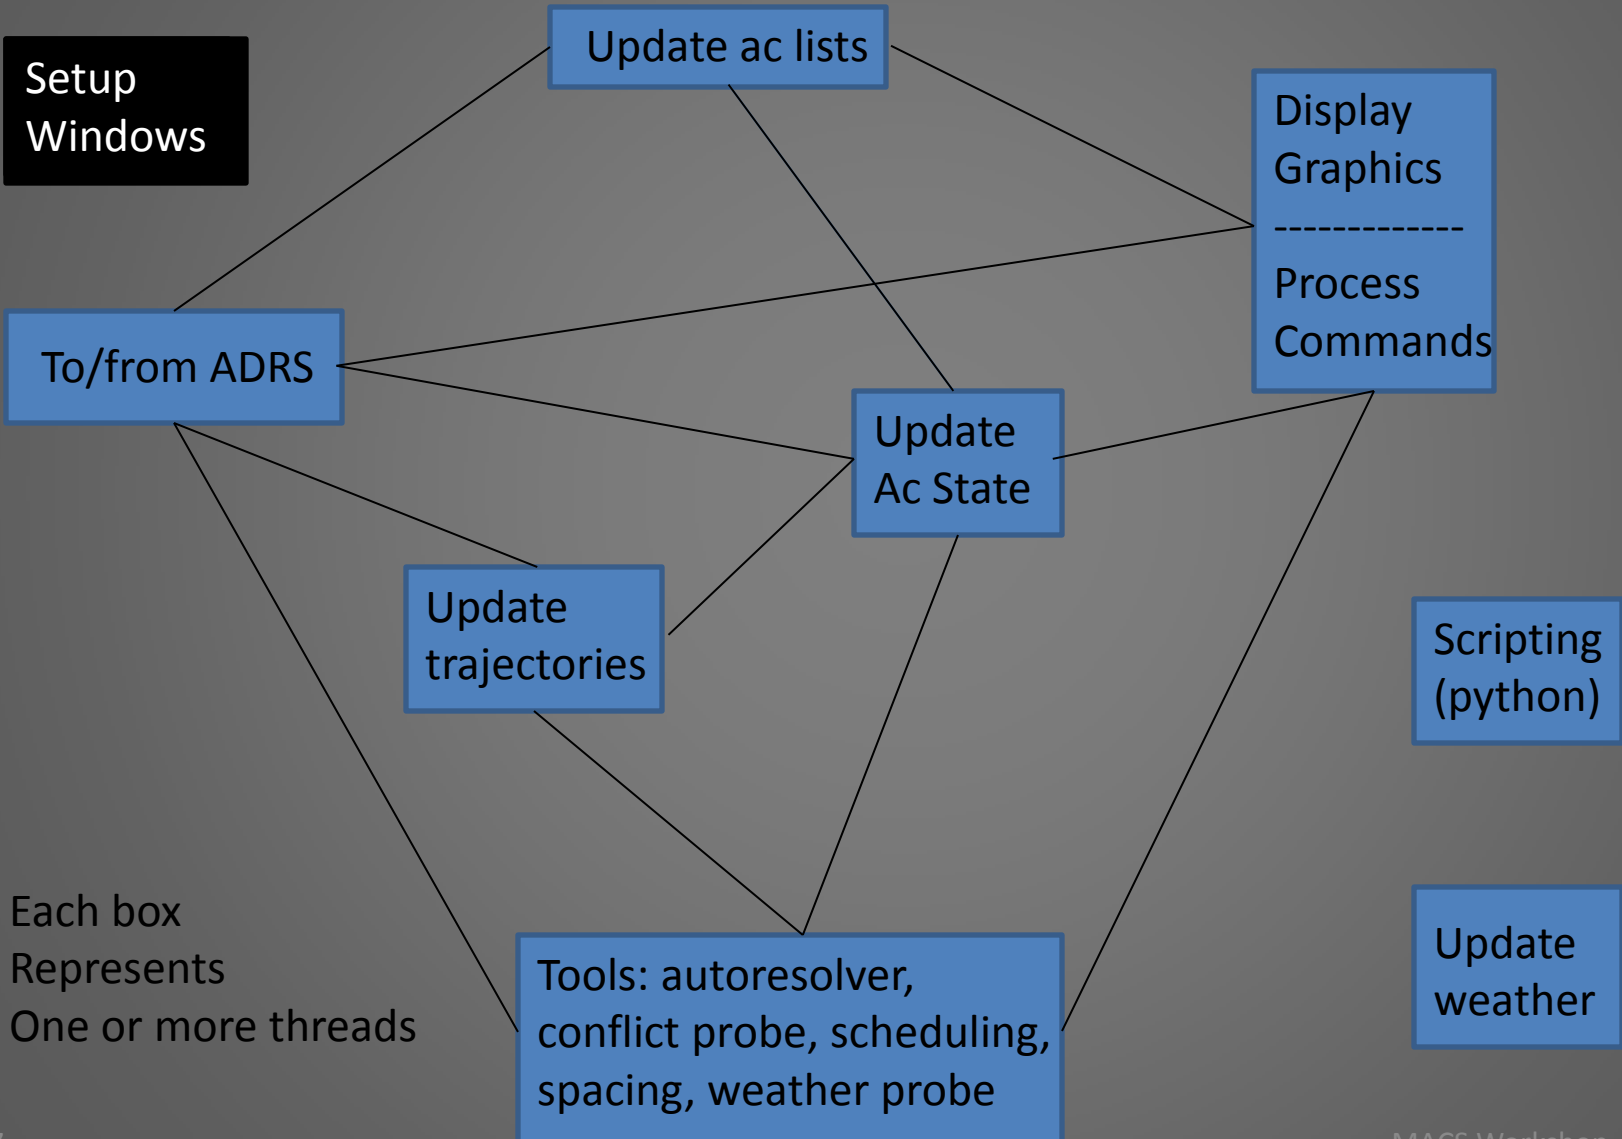 Update ac lists
Setup
Windows
Display
Graphics
-------------
Process
Commands
To/from ADRS
Update
Ac State
Update
trajectories
Scripting
(python)
Each box
Represents
One or more threads
Update
weather
Tools: autoresolver,
conflict probe, scheduling,
spacing, weather probe